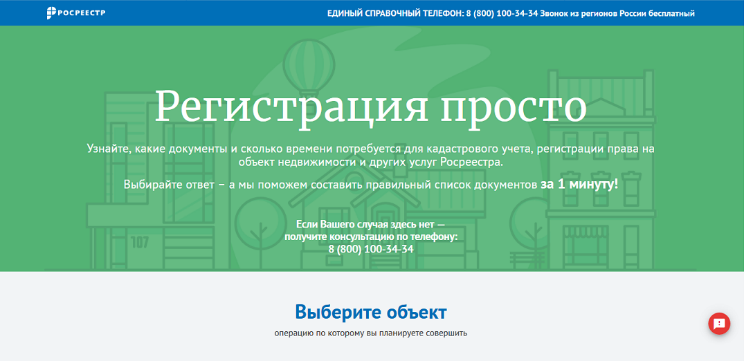 РОСРЕЕСТР
ЕДИНЫЙ СПРАВОЧНЫЙ ТЕЛЕФОН: 8 (800) 100-34-34 Звонок из регионов России бесплатный
Регистрация просто
Узнайте, какие документы и сколько времени потребуется для кадастрового учета, регистрации права на
объект недвижимости и других услуг Росреестра.
Выбирайте ответ – а мы поможем составить правильный список документов за 1 минуту!
107
Если Вашего случая здесь нет —
получите консультацию по телефону:
8 (800) 100-34-34
Выберите объект
операцию по которому вы планируете совершить